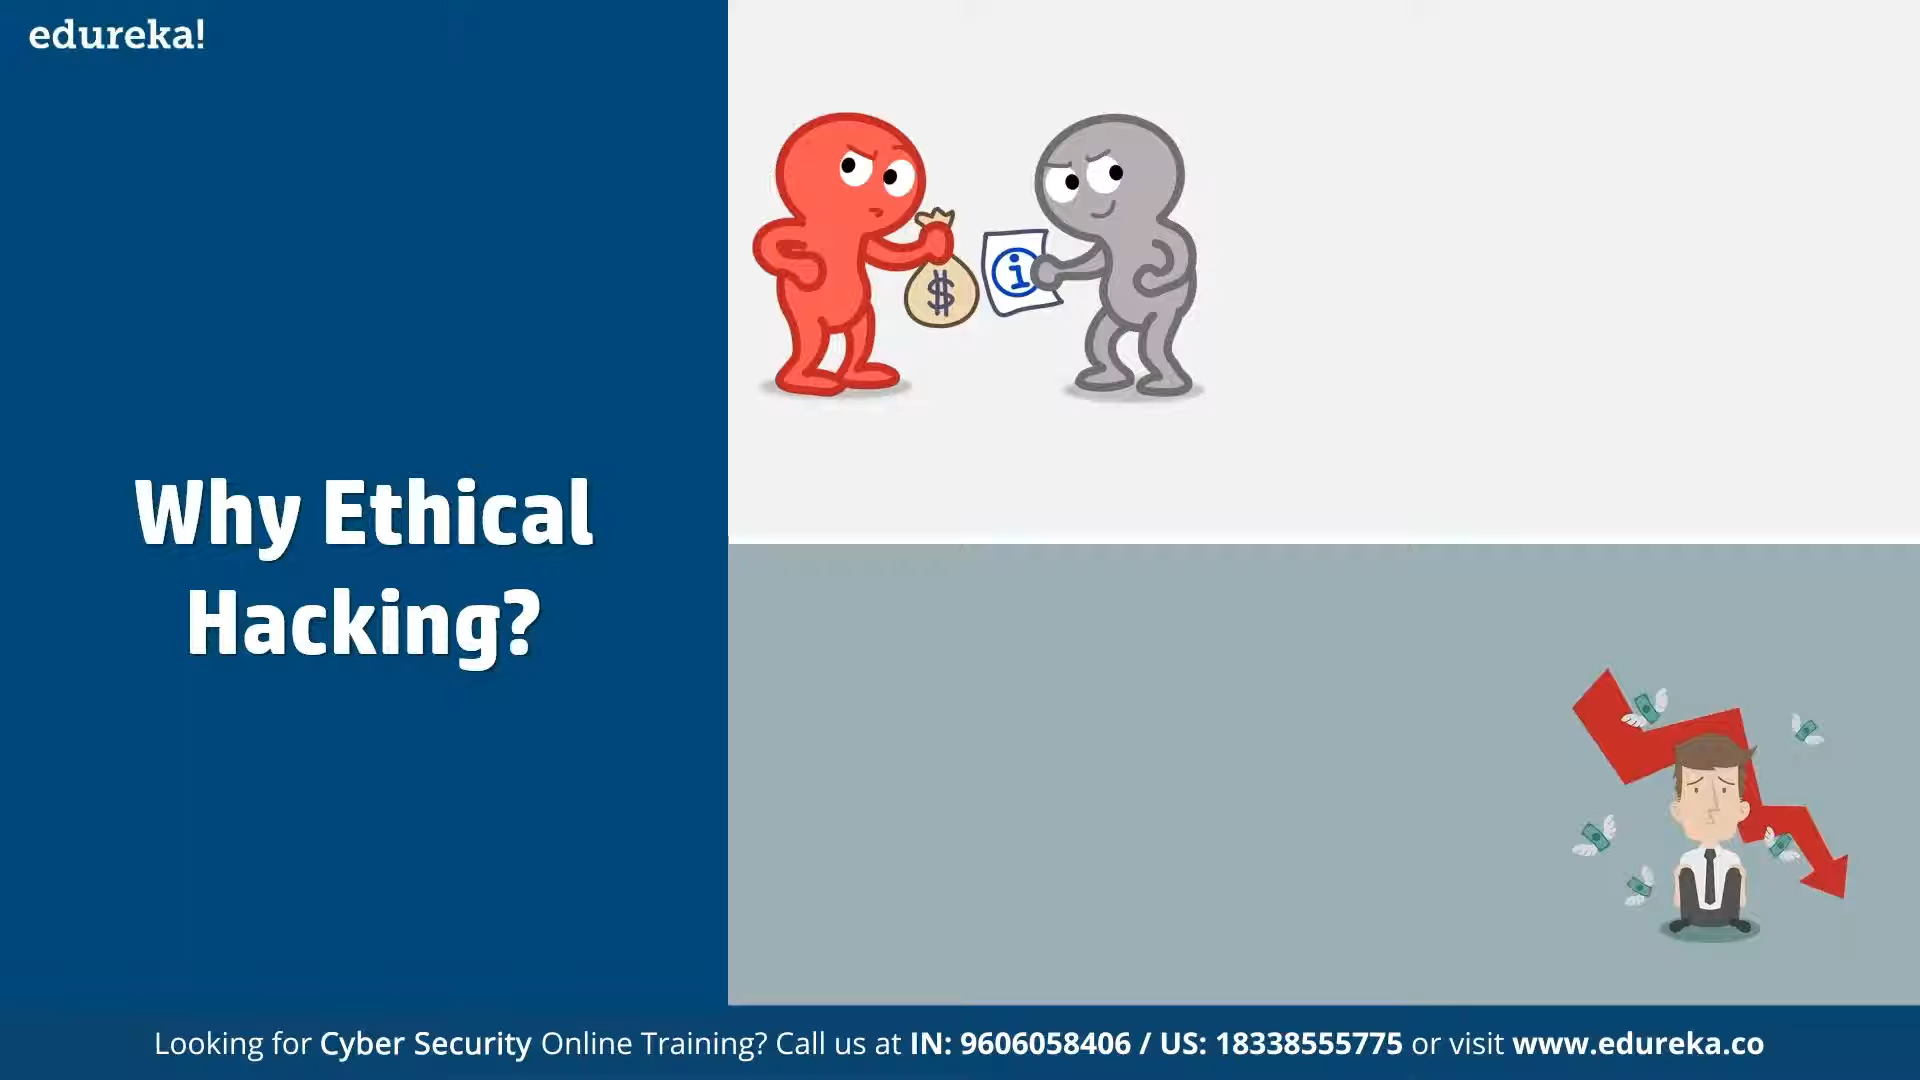 edureka!
Why Ethical
Hacking?
$
i
Looking for Cyber Security Online Training? Call us at IN: 9606058406 / US: 18338555775 or visit www.edureka.co